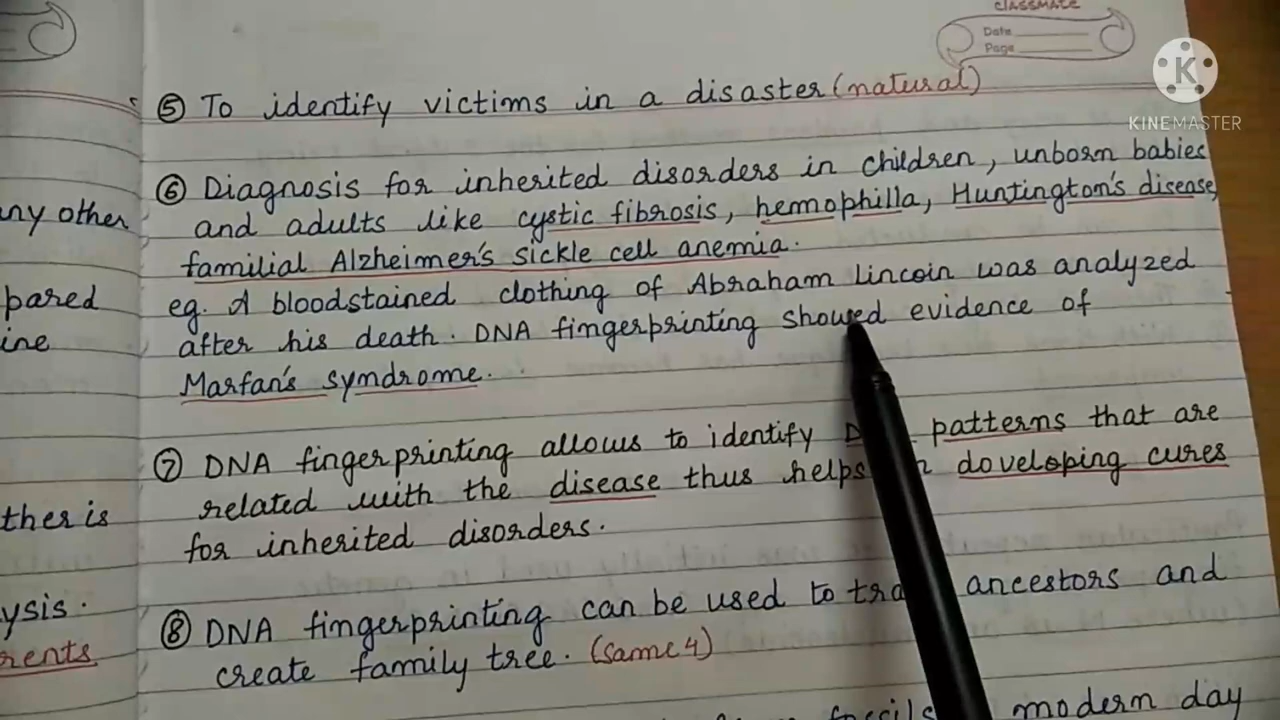 CLASSMATE
Date
Page
KINEMASTER
⑤ To identify victims in a disaster (natural)
⑥ Diagnosis for inherited disorders in children, unborn babies
and adults like cystic fibrosis, hemophilla, Huntington's disease,
familial Alzheimer's sickle cell anemia.
eg. A bloodstained clothing of Abraham Lincoin was analyzed
after his death. DNA fingerprinting showed evidence of
Marfan's syndrome.
⑦ DNA fingerprinting allows to identify patterns that are
related with the disease thus helps doveloping cures
for inherited disorders.
⑧ DNA fingerprinting can be used to ancestors and
create family tree. (same 4)
modern day
ny other
pared
ine
ther is
ysis.
rents